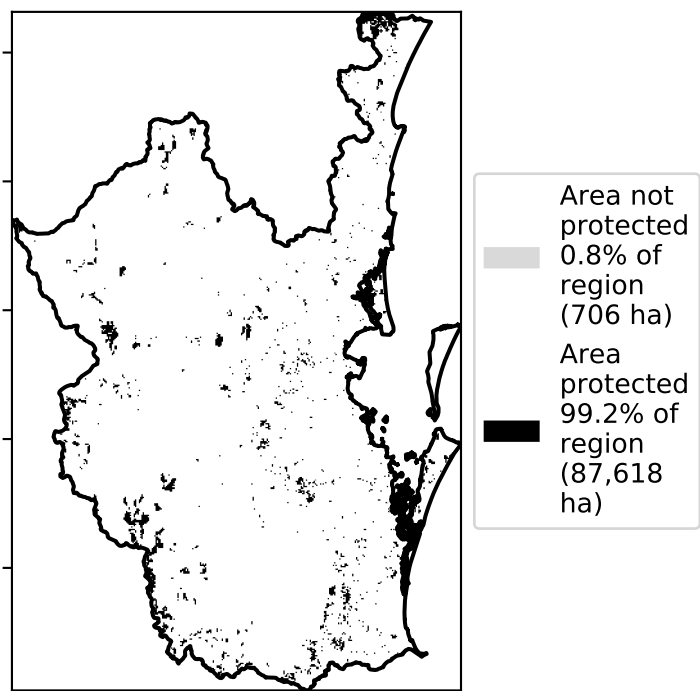 Area not
protected
0.8% of
region
(706 ha)
Area
protected
99.2% of
region
(87,618
ha)